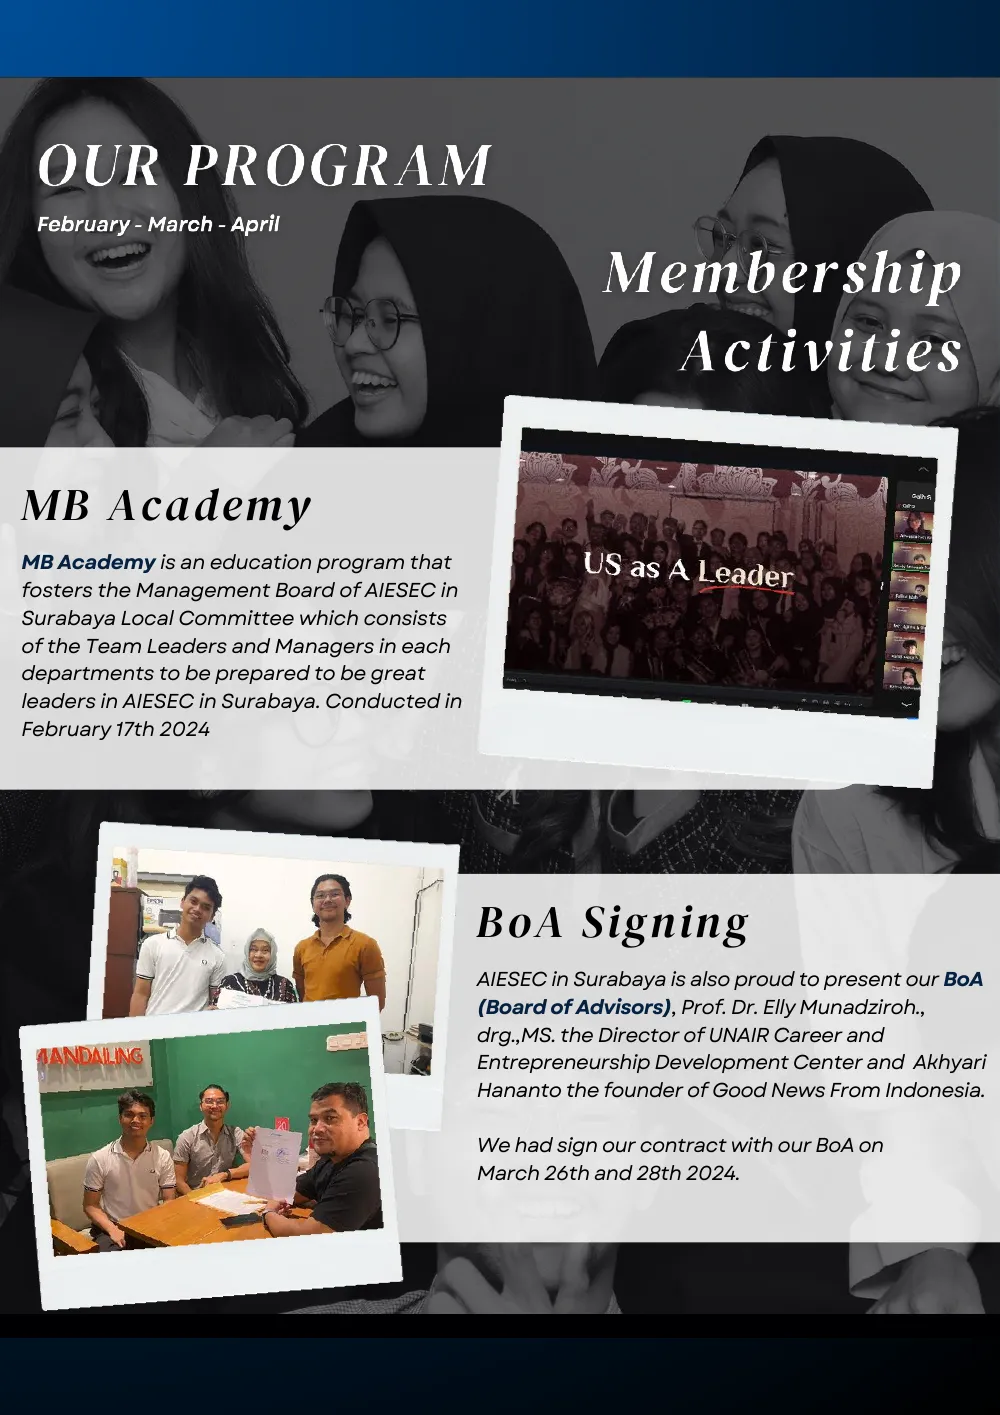 OUR PROGRAM
February - March - April
Membership
Activities
MB Academy
MB Academy is an education program that
fosters the Management Board of AIESEC in
Surabaya Local Committee which consists
of the Team Leaders and Managers in each
departments to be prepared to be great
leaders in AIESEC in Surabaya. Conducted in
February 17th 2024
US as A Leader
BoA Signing
AIESEC in Surabaya is also proud to present our BoA
(Board of Advisors), Prof. Dr. Elly Munadziroh.,
drg.,MS. the Director of UNAIR Career and
Entrepreneurship Development Center and Akhyari
Hananto the founder of Good News From Indonesia.
We had sign our contract with our BoA on
March 26th and 28th 2024.
MANDAILING